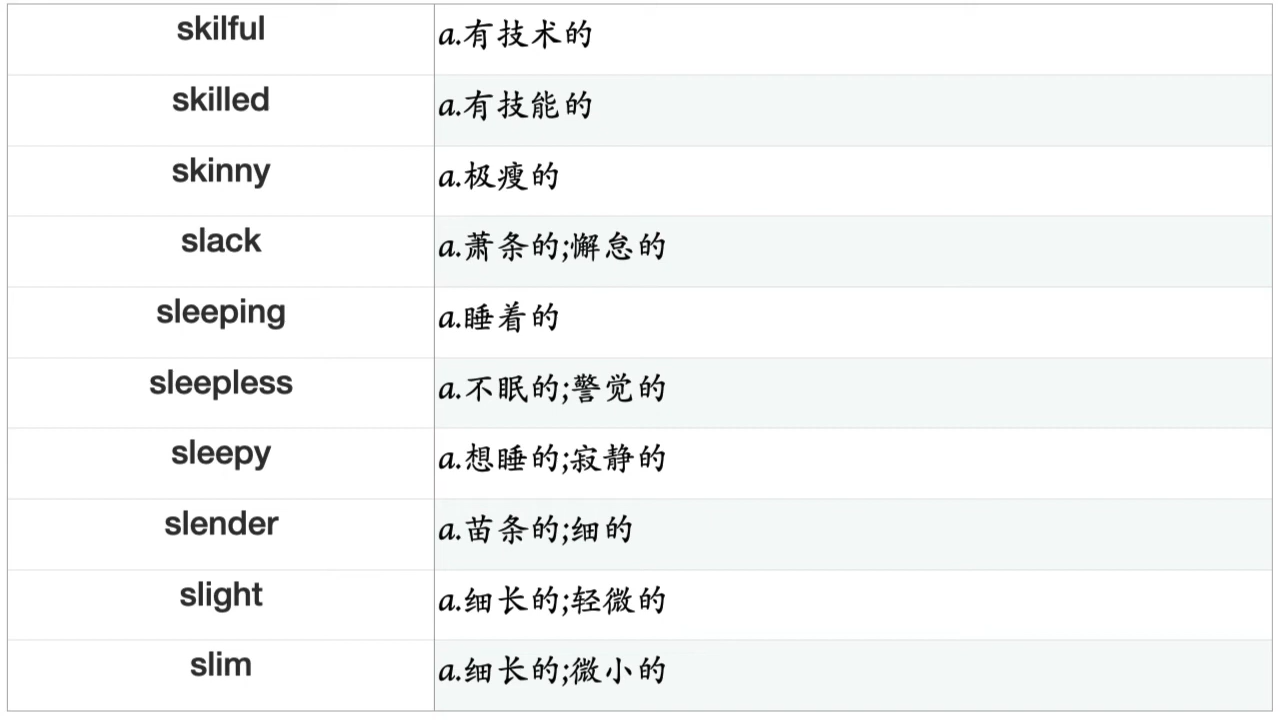 skilful a.有技术的
skilled a.有技能的
skinny a.极瘦的
slack a.萧条的;懈怠的
sleeping a.睡着的
sleepless a.不眠的;警觉的
sleepy a.想睡的;寂静的
slender a.苗条的;细的
slight a.细长的;轻微的
slim a.细长的;微小的